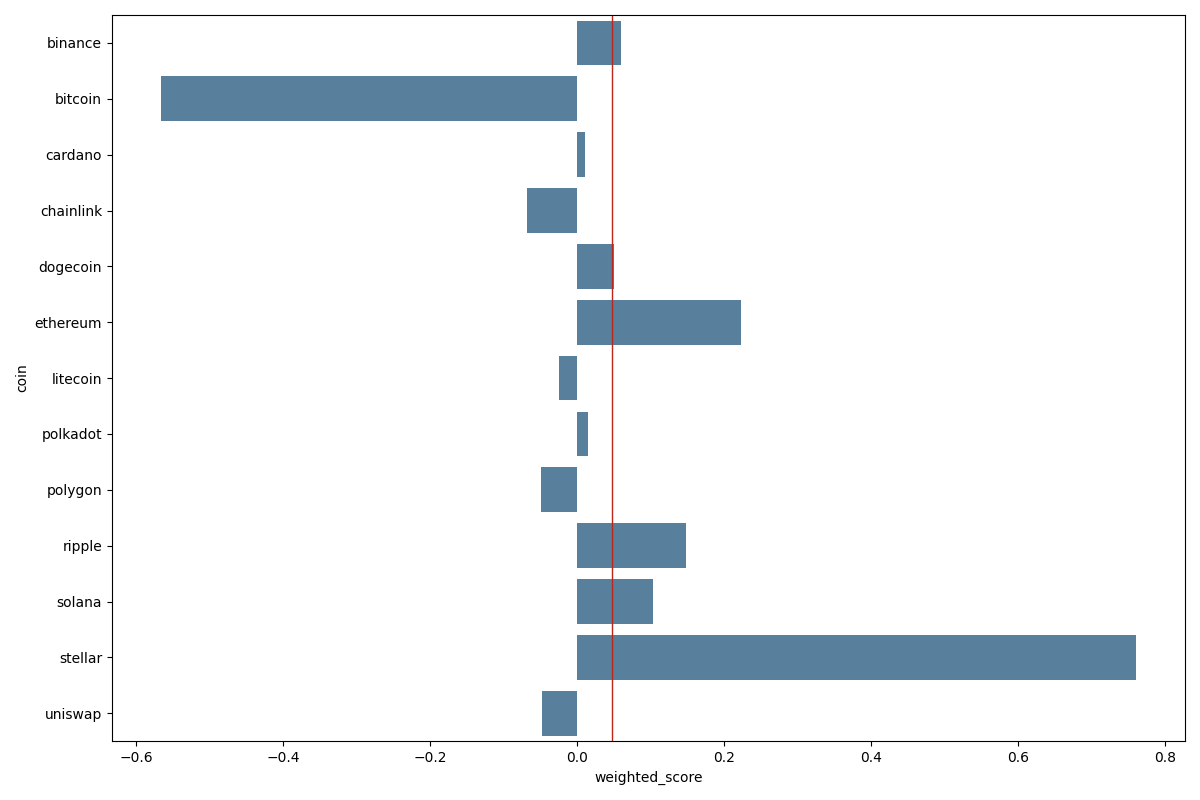 binance
bitcoin
cardano
chainlink
dogecoin
ethereum
litecoin
polkadot
polygon
ripple
solana
stellar
uniswap
coin
−0.6 −0.4 −0.2 0.0 0.2 0.4 0.6 0.8
weighted_score